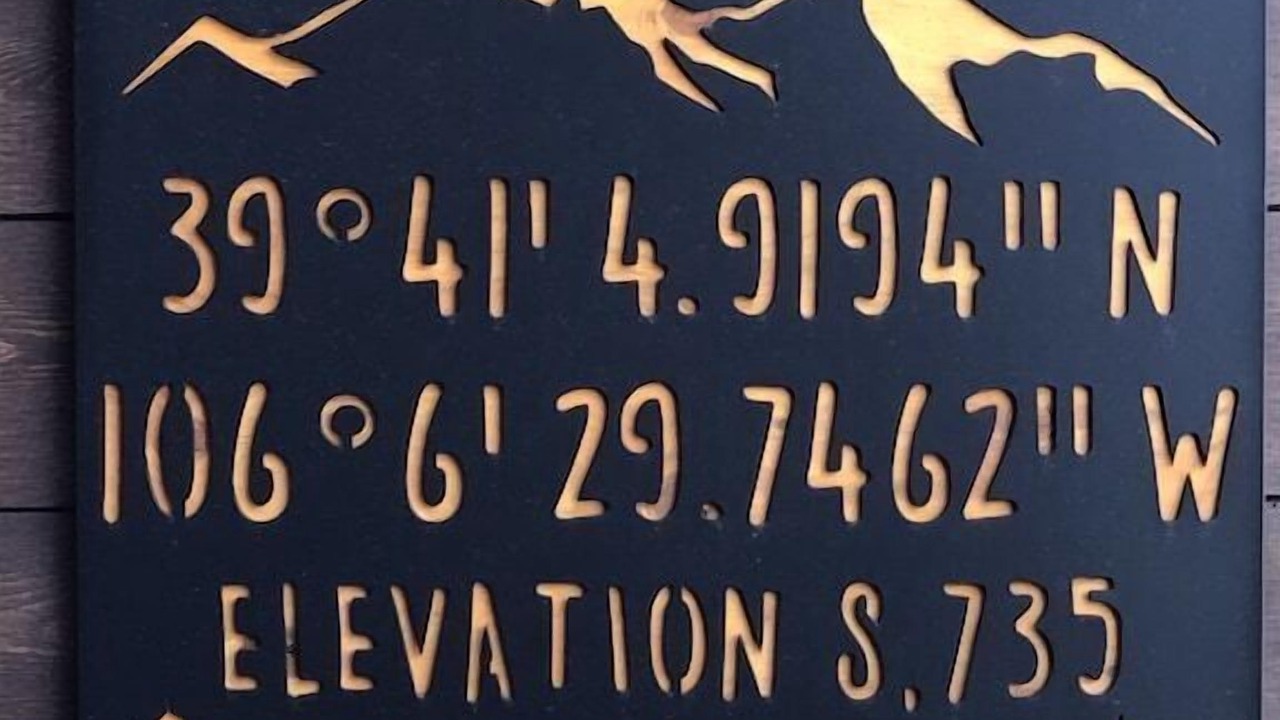 39°41' 4.9194" N
106°6' 29.7462" W
ELEVATION 8,735